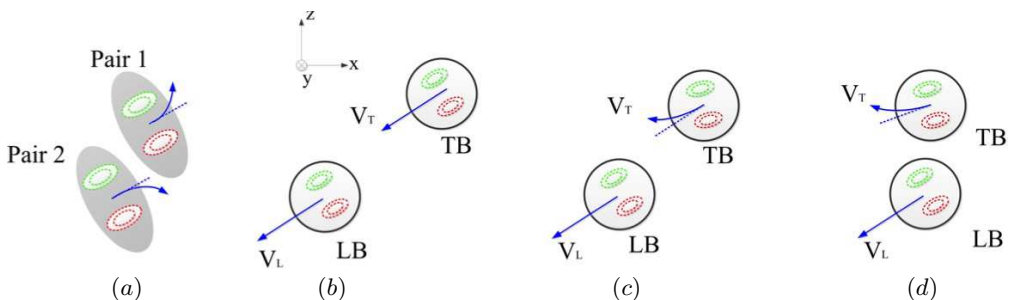 Pair 1
Pair 2
(a)
z
x
y
V_T
TB
V_L
LB
(b)
V_T
TB
V_L
LB
(c)
V_T
TB
V_L
LB
(d)